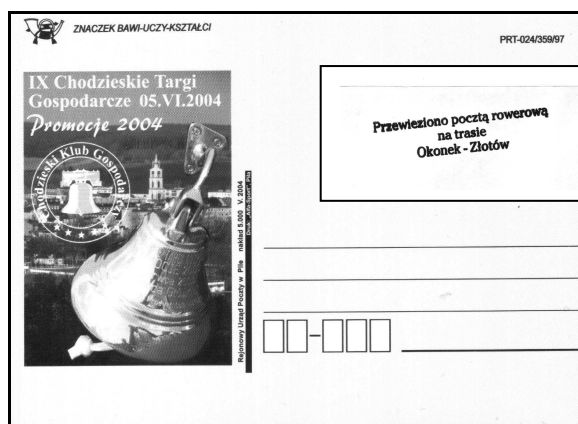 ZNACZEK BAWI-UCZY-KSZTAŁCI
PRT-024/359/97
IX Chodzieskie Targi
Gospodarcze 05.VI.2004
Promocje 2004
Chodzieski Klub Gospodarczy
Przewieziono pocztą rowerową
na trasie
Okonek - Złotów
Rejonowy Urząd Poczty w Pile nakład 5.000 V. 2004